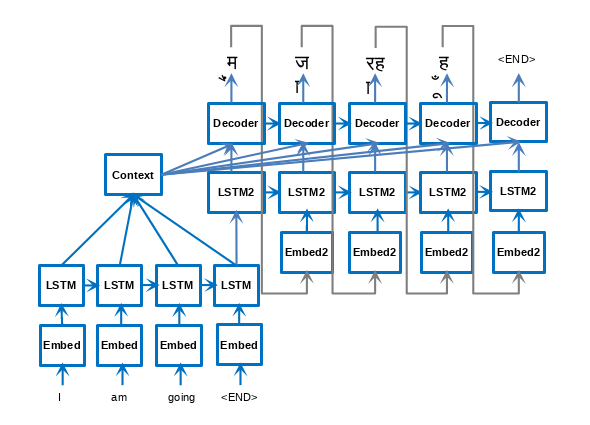 मैं जा रहा हूँ <END>
Decoder Decoder Decoder Decoder Decoder
Context
LSTM2 LSTM2 LSTM2 LSTM2 LSTM2
Embed2 Embed2 Embed2 Embed2
LSTM LSTM LSTM LSTM
Embed Embed Embed Embed
I am going <END>